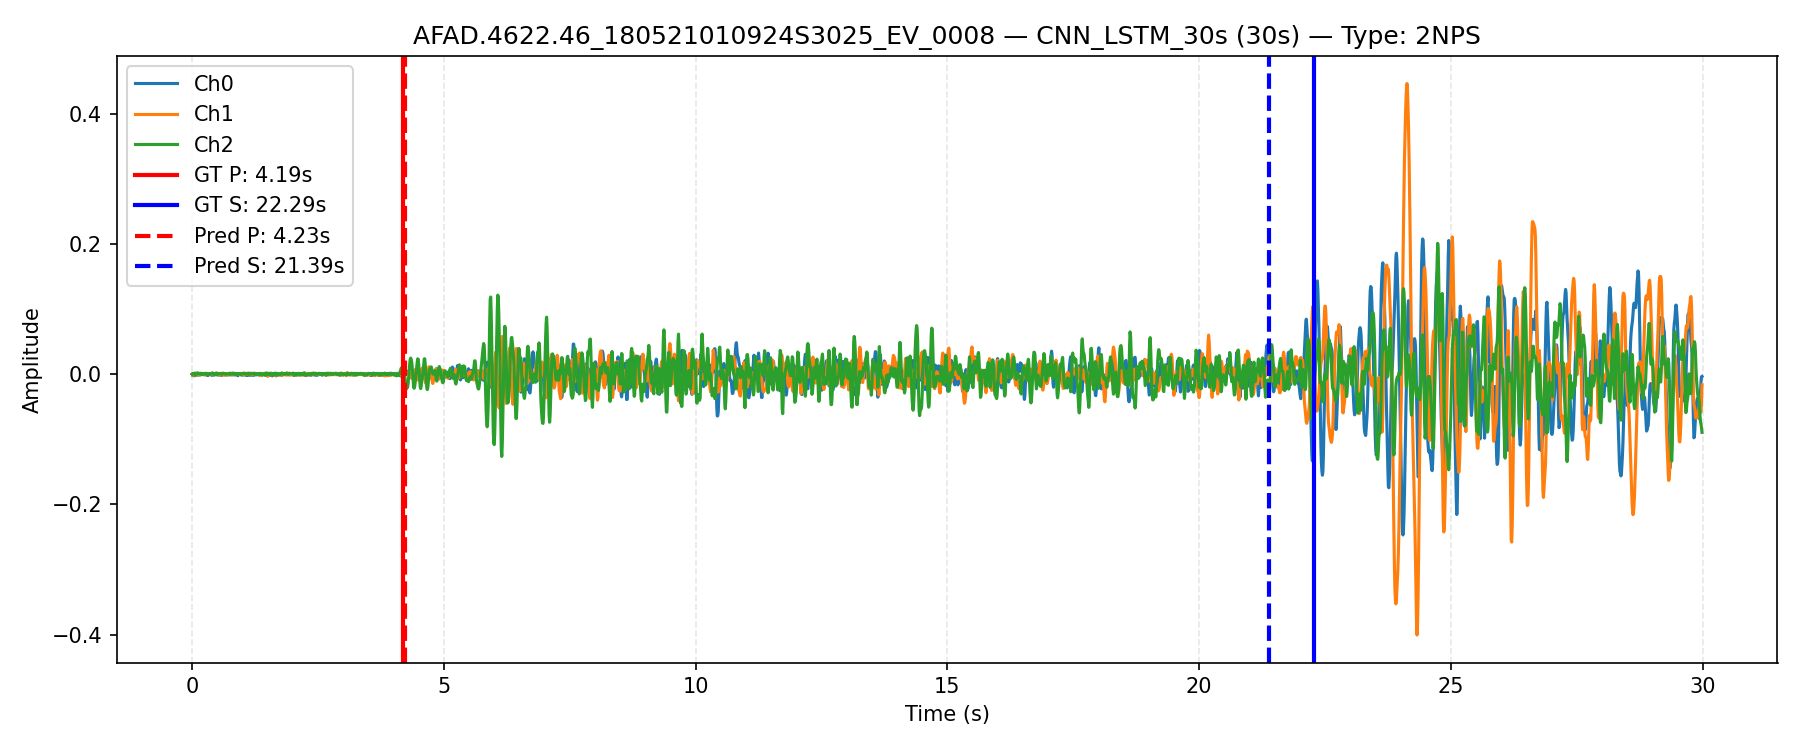 AFAD.4622.46_180521010924S3025_EV_0008 — CNN_LSTM_30s (30s) — Type: 2NPS
Ch0
Ch1
Ch2
GT P: 4.19s
GT S: 22.29s
Pred P: 4.23s
Pred S: 21.39s
0.4
0.2
0.0
−0.2
−0.4
Amplitude
0 5 10 15 20 25 30
Time (s)